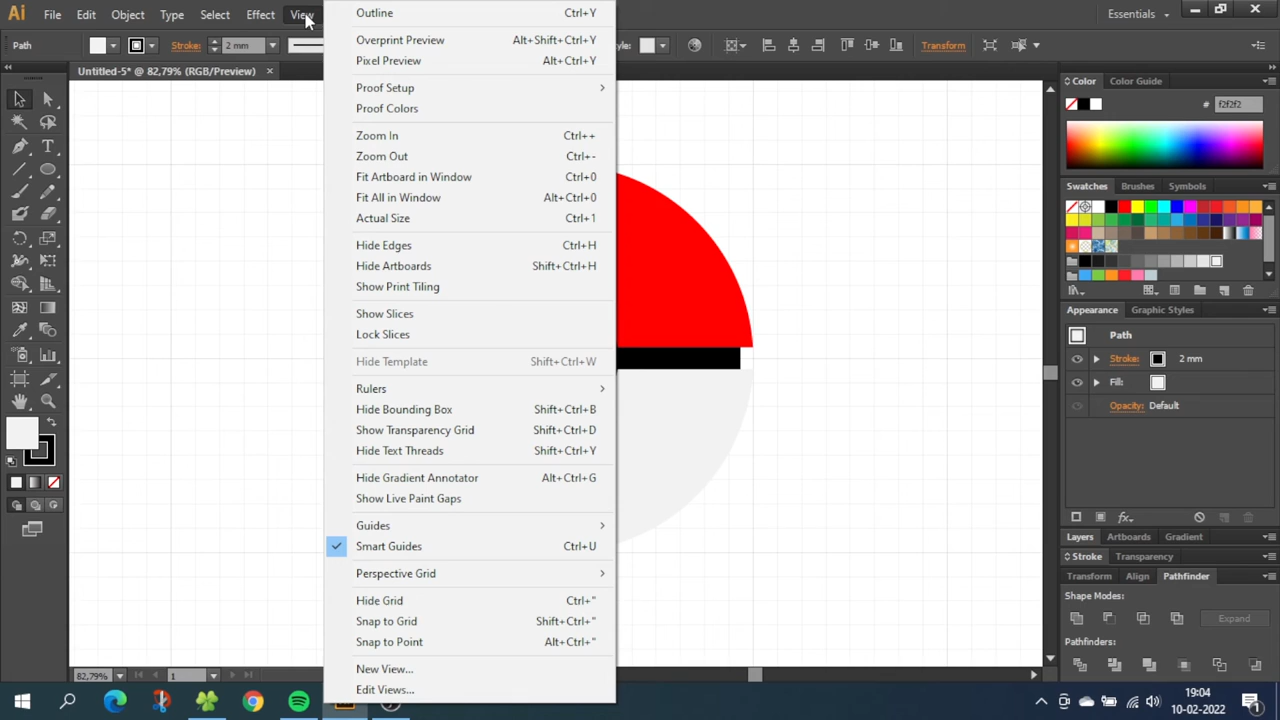 Ai File Edit Object Type Select Effect View
Essentials
Path Stroke: 2 mm Transform
Untitled-5* @ 82,79% (RGB/Preview)
Outline Ctrl+Y
Overprint Preview Alt+Shift+Ctrl+Y
Pixel Preview Alt+Ctrl+Y
Proof Setup
Proof Colors
Zoom In Ctrl++
Zoom Out Ctrl+-
Fit Artboard in Window Ctrl+0
Fit All in Window Alt+Ctrl+0
Actual Size Ctrl+1
Hide Edges Ctrl+H
Hide Artboards Shift+Ctrl+H
Show Print Tiling
Show Slices
Lock Slices
Hide Template Shift+Ctrl+W
Rulers
Hide Bounding Box Shift+Ctrl+B
Show Transparency Grid Shift+Ctrl+D
Hide Text Threads Shift+Ctrl+Y
Hide Gradient Annotator Alt+Ctrl+G
Show Live Paint Gaps
Guides
Smart Guides Ctrl+U
Perspective Grid
Hide Grid Ctrl+"
Snap to Grid Shift+Ctrl+"
Snap to Point Alt+Ctrl+"
New View...
Edit Views...
Color Color Guide
# f2f2f2
Swatches Brushes Symbols
Appearance Graphic Styles
Path
Stroke: 2 mm
Fill:
Opacity: Default
Layers Artboards Gradient
Stroke Transparency
Transform Align Pathfinder
Shape Modes:
Expand
Pathfinders:
82,79% 1
19:04
10-02-2022
1